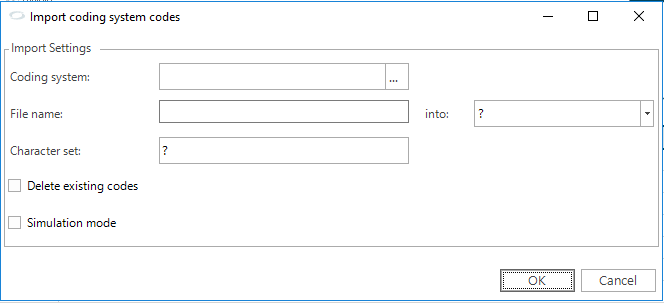 Import coding system codes
Import Settings
Coding system: ...
File name: into: ?
Character set: ?
Delete existing codes
Simulation mode
OK Cancel